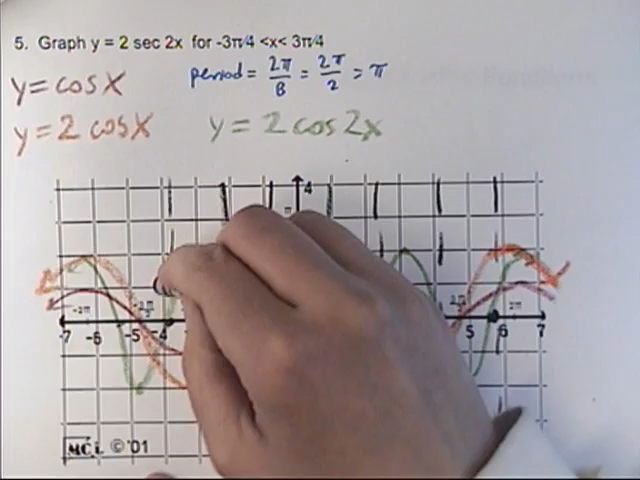 5. Graph y = 2 sec 2x for -3π/4 <x< 3π/4
y = cos x period = 2π/B = 2π/2 = π
y = 2 cos x y = 2 cos 2x
4
-2π 2π
-7 -6 -5 -4 5 6 7
©'01